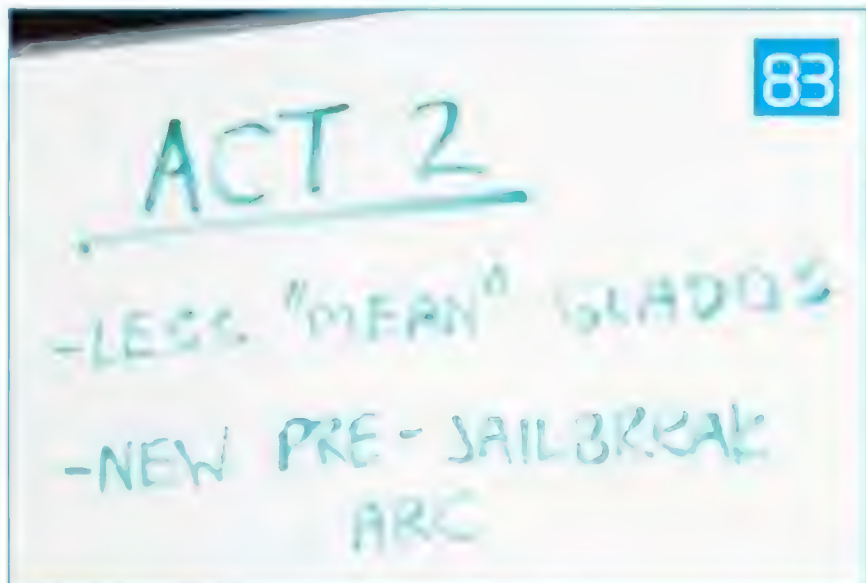 83
ACT 2
-LESS "MEAN" GLADOS
-NEW PRE-JAILBREAK
ARC